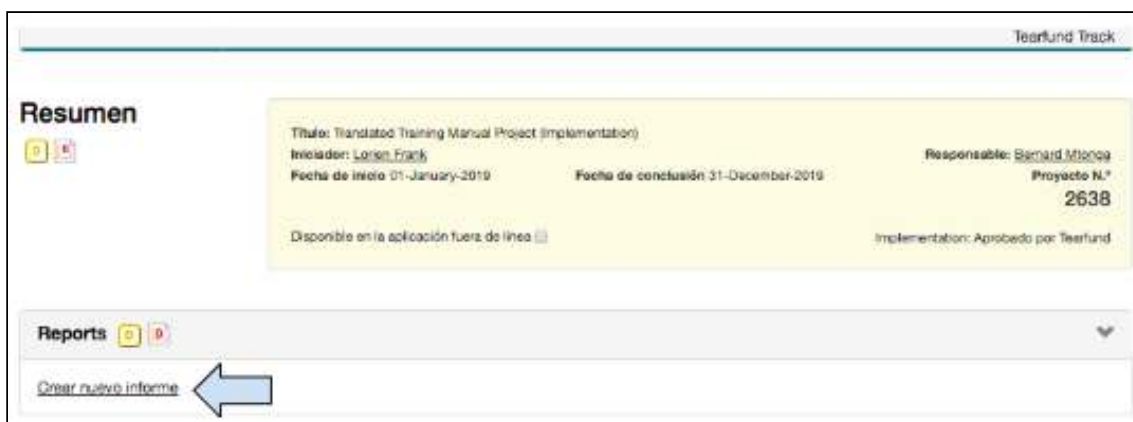 Tearfund Track
Resumen
Título: Translated Training Manual Project (Implementation)
Iniciador: Lorien Frank
Responsable: Bernard Mtonga
Fecha de inicio 01-January-2019 Fecha de conclusión 31-December-2019
Proyecto N.º
2638
Disponible en la aplicación fuera de línea
Implementation: Aprobado por Tearfund
Reports
Crear nuevo informe